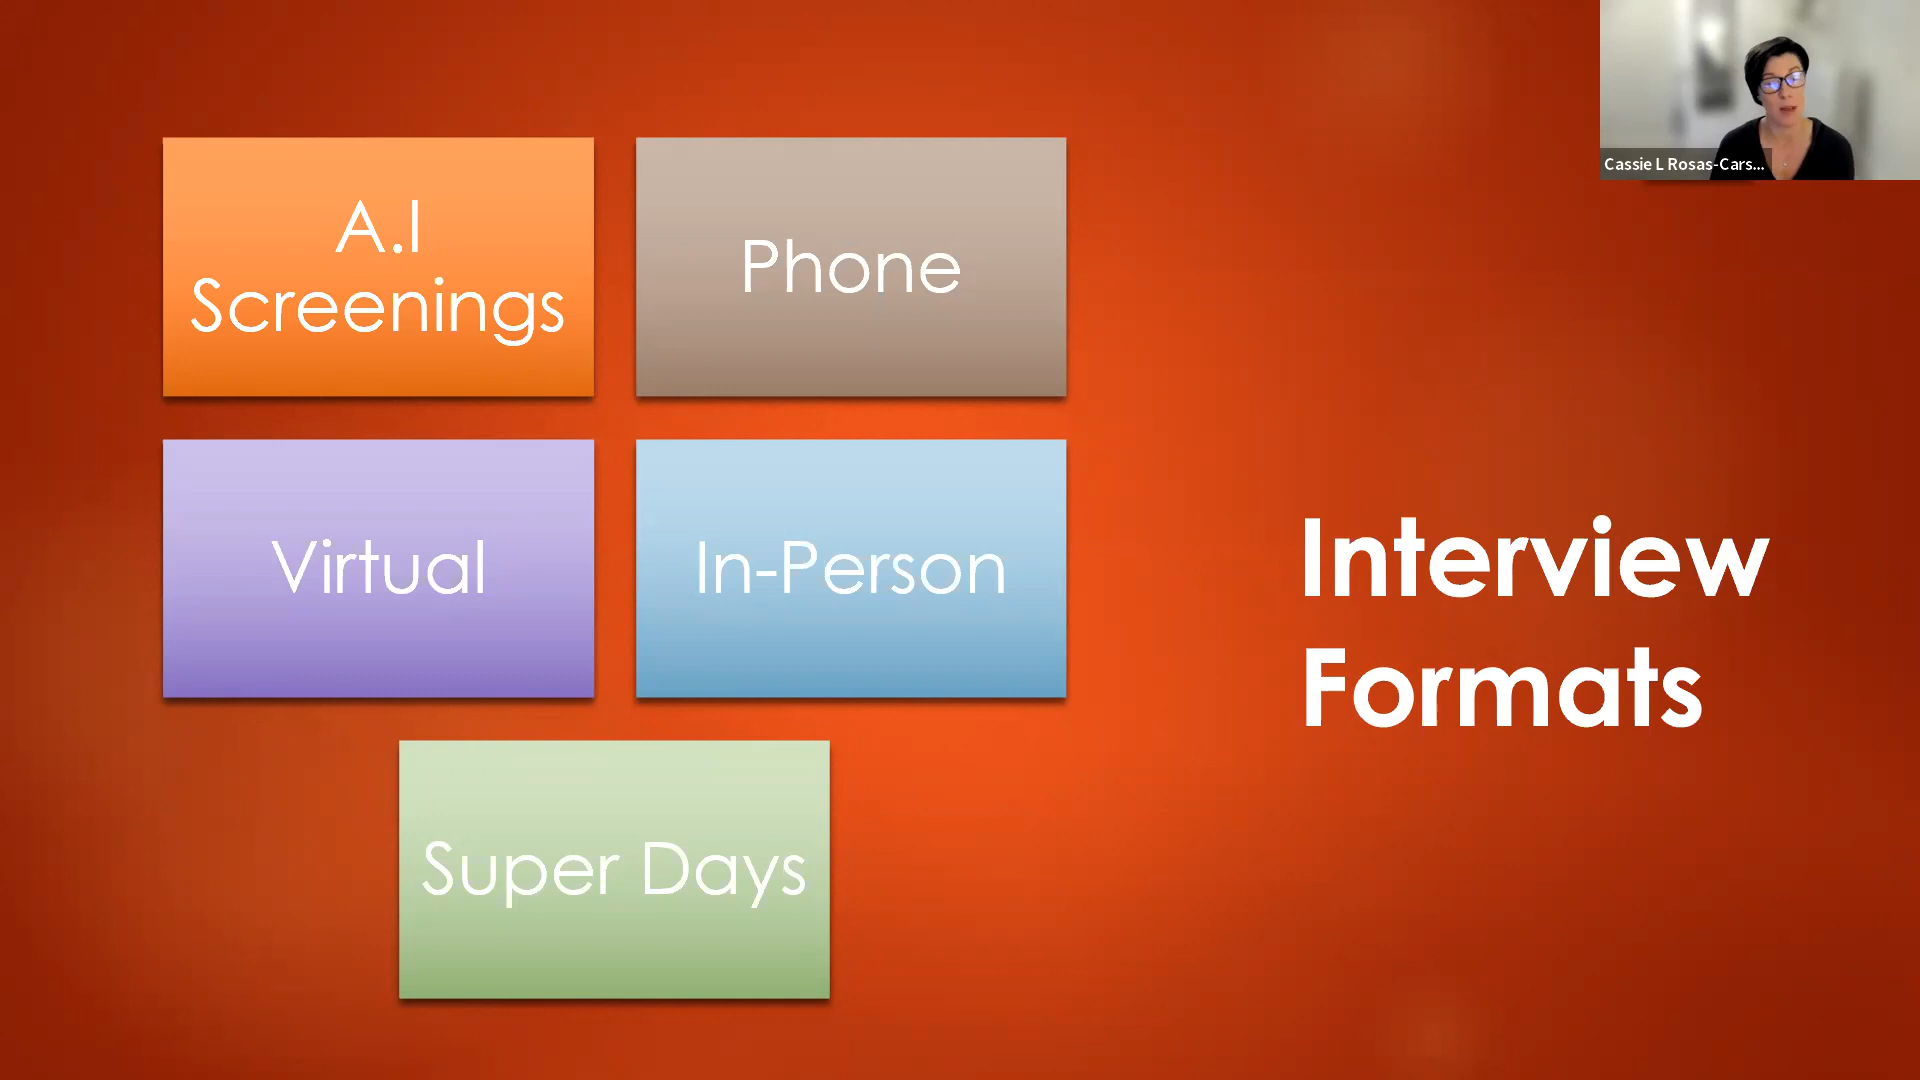 A.I
Screenings
Phone
Virtual
In-Person
Super Days
Interview
Formats
Cassie L Rosas-Cars...